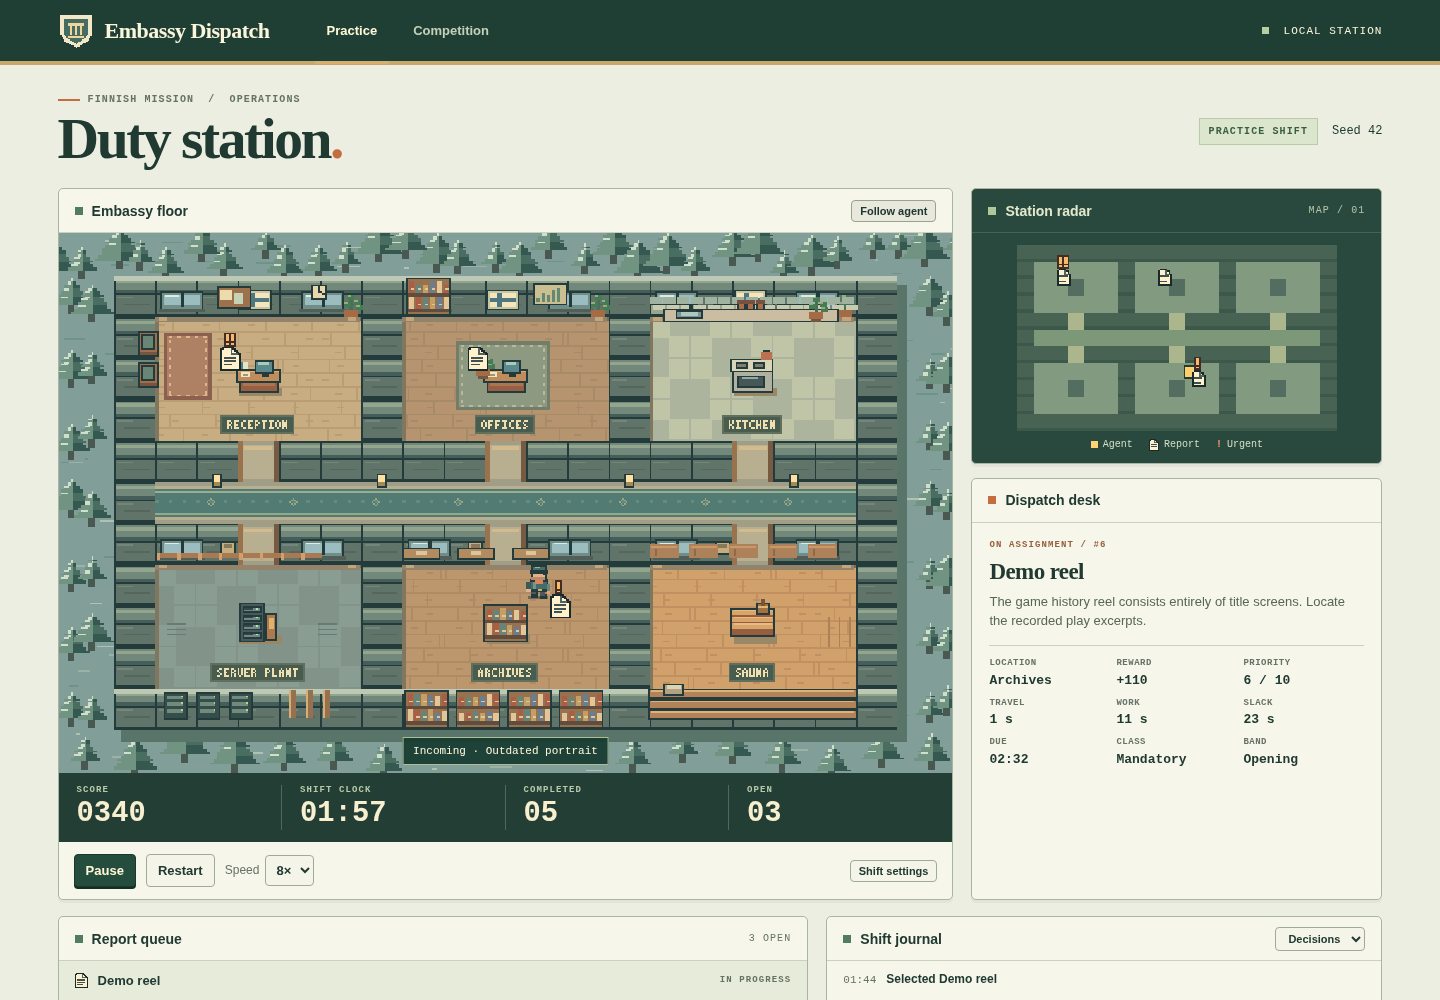 Embassy Dispatch
Practice
Competition
LOCAL STATION
FINNISH MISSION / OPERATIONS
Duty station.
PRACTICE SHIFT
Seed 42
Embassy floor
Follow agent
RECEPTION
OFFICES
KITCHEN
SERVER PLANT
ARCHIVES
SAUNA
Incoming · Outdated portrait
SCORE
0340
SHIFT CLOCK
01:57
COMPLETED
05
OPEN
03
Pause
Restart
Speed
8×
Shift settings
Station radar
MAP / 01
Agent
Report
! Urgent
Dispatch desk
ON ASSIGNMENT / #6
Demo reel
The game history reel consists entirely of title screens. Locate
the recorded play excerpts.
LOCATION
REWARD
PRIORITY
Archives
+110
6 / 10
TRAVEL
WORK
SLACK
1 s
11 s
23 s
DUE
CLASS
BAND
02:32
Mandatory
Opening
Report queue
3 OPEN
Demo reel
IN PROGRESS
Shift journal
Decisions
01:44 Selected Demo reel